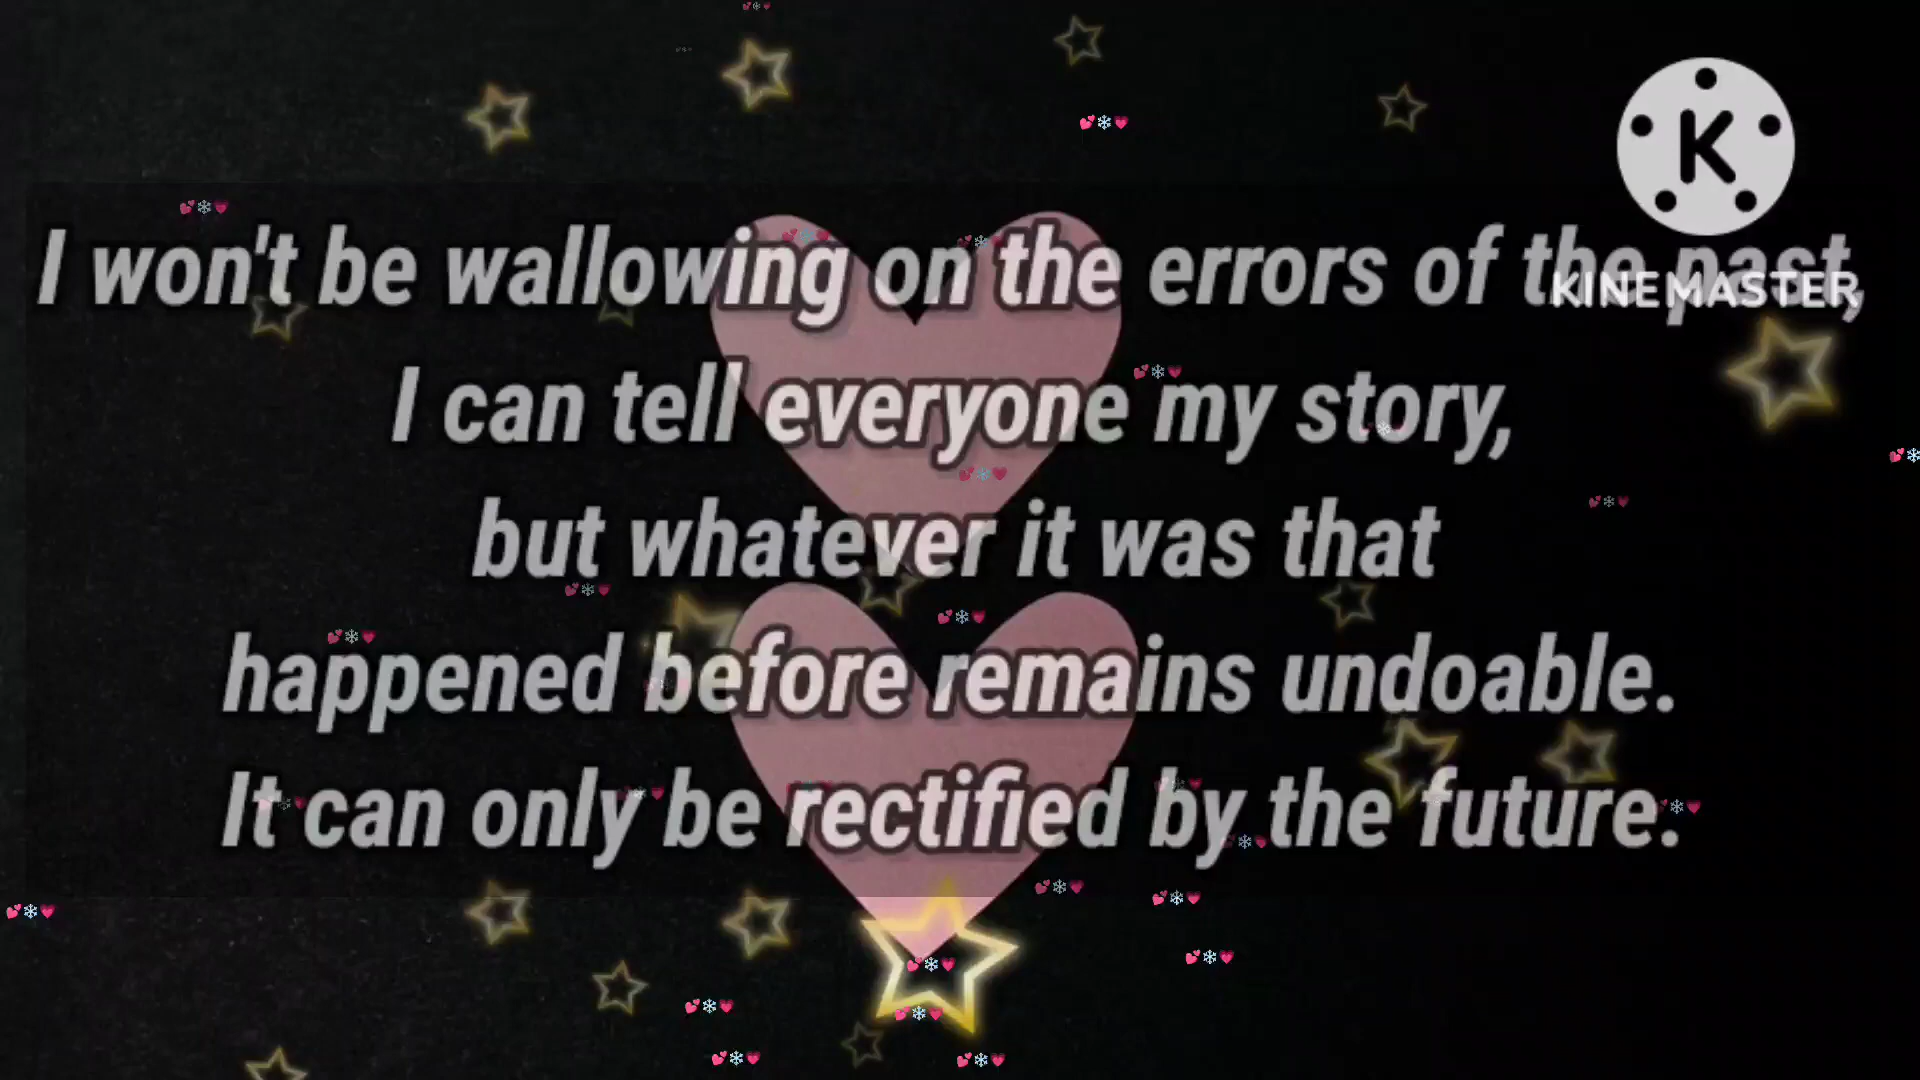 I won't be wallowing on the errors of the past,
KINEMASTER
I can tell everyone my story,
but whatever it was that
happened before remains undoable.
It can only be rectified by the future.